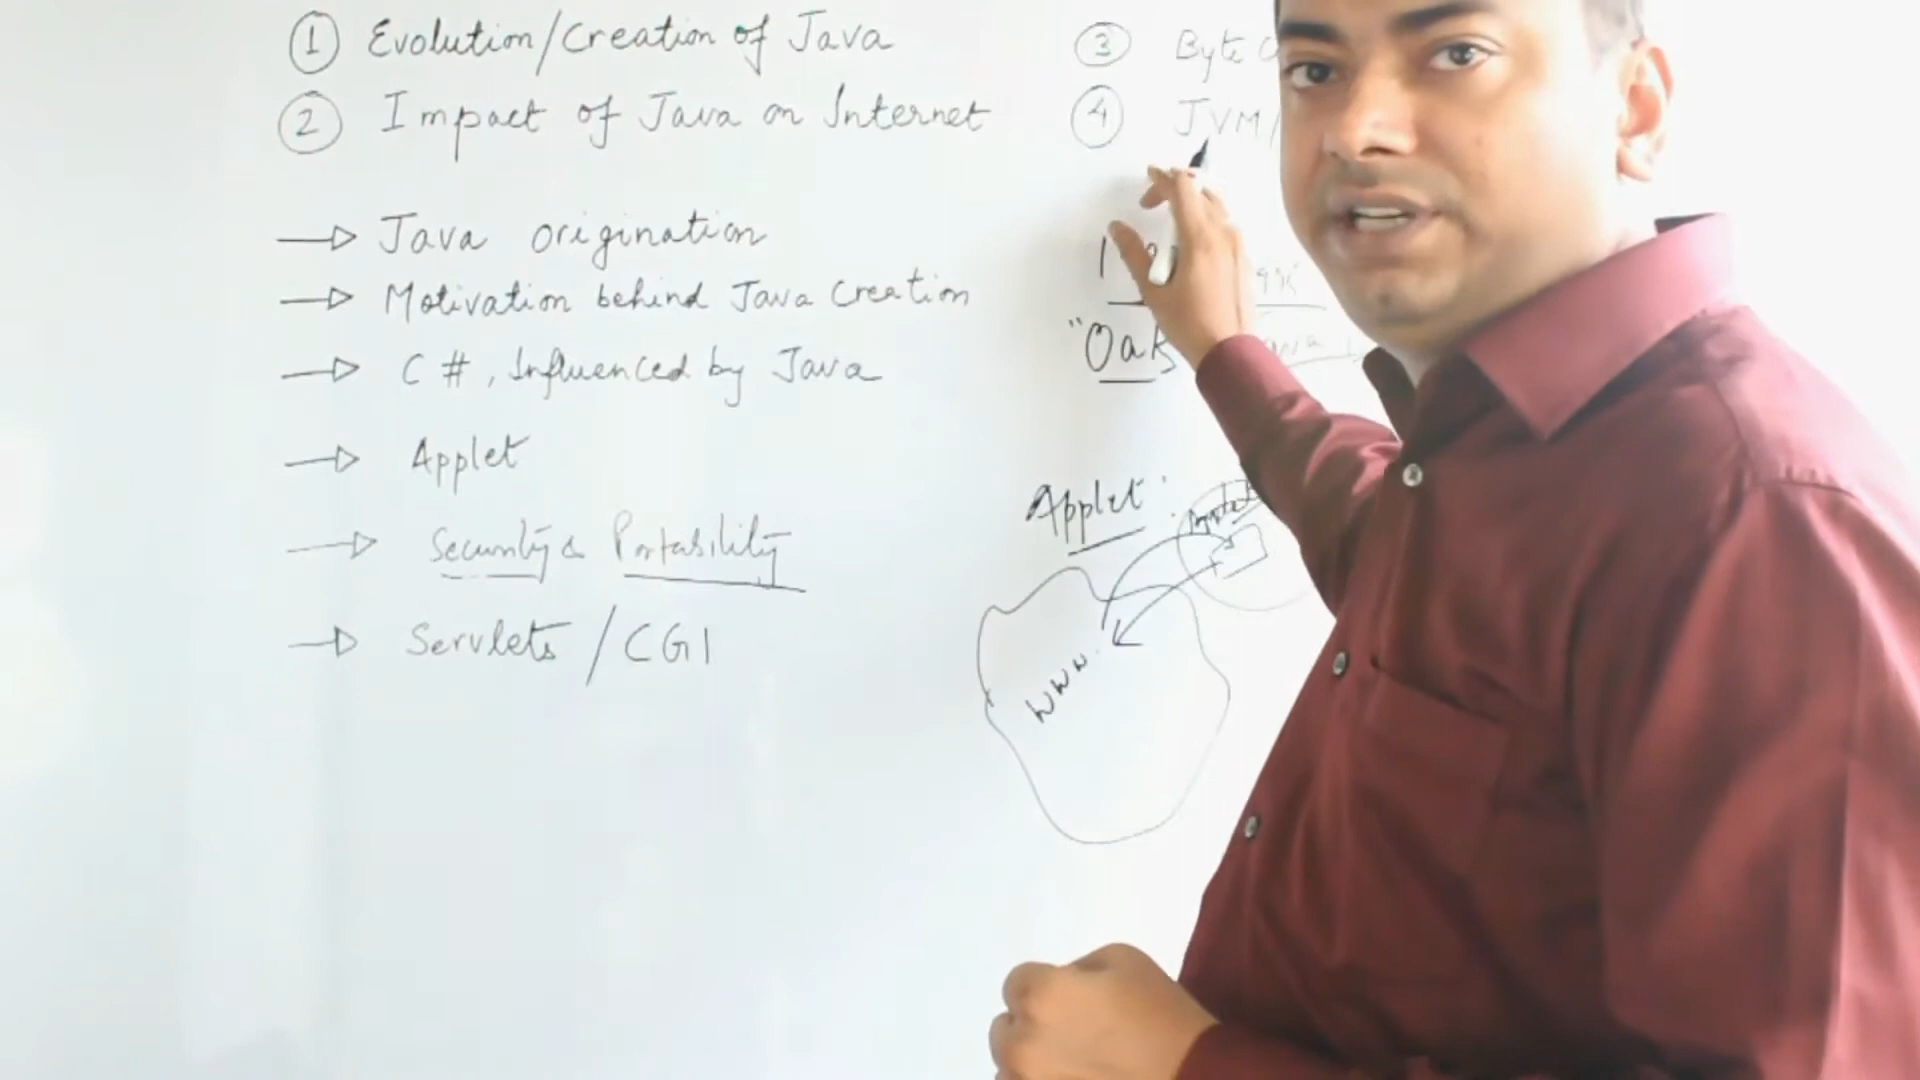 ① Evolution/Creation of Java
② Impact of Java on Internet
③ Byte
④ JVM/
→ Java origination
→ Motivation behind Java Creation
→ C#, Influenced by Java
→ Applet
→ Security & Portability
→ Servlets / CGI
"Oak
Applet:
www.